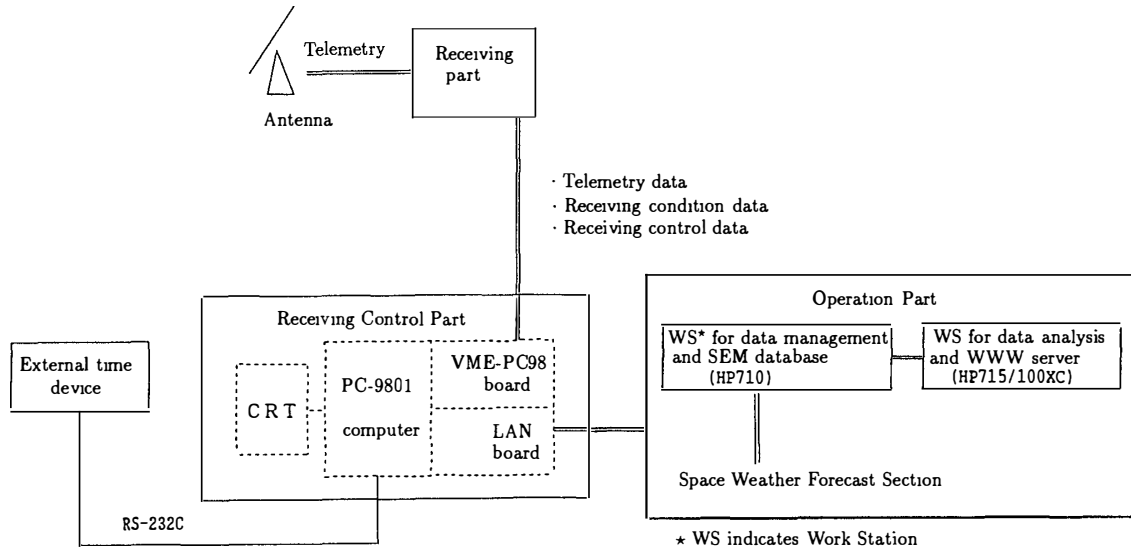 Telemetry
Receiving
part
Antenna
· Telemetry data
· Receiving condition data
· Receiving control data
Operation Part
Receiving Control Part
WS* for data management
and SEM database
(HP710)
WS for data analysis
and WWW server
(HP715/100XC)
External time
device
CRT
PC-9801
computer
VME-PC98
board
LAN
board
Space Weather Forecast Section
RS-232C
* WS indicates Work Station